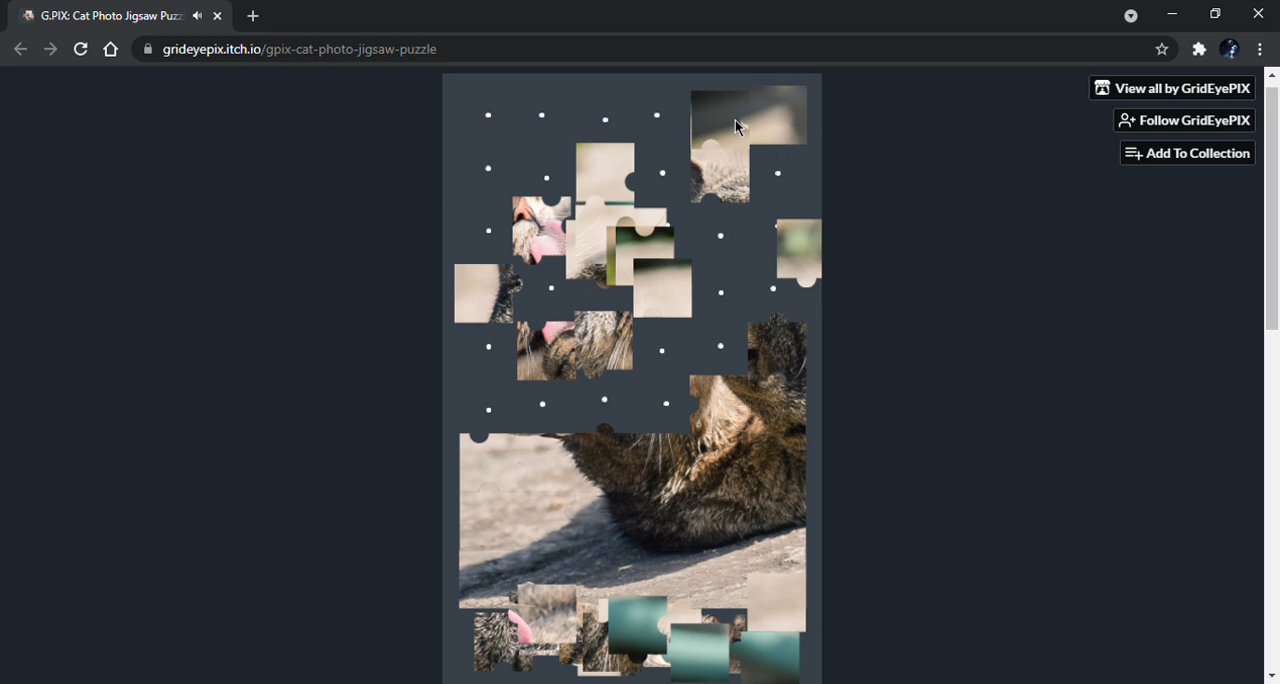 G.PIX: Cat Photo Jigsaw Puzz
grideyepix.itch.io/gpix-cat-photo-jigsaw-puzzle
View all by GridEyePIX
Follow GridEyePIX
Add To Collection